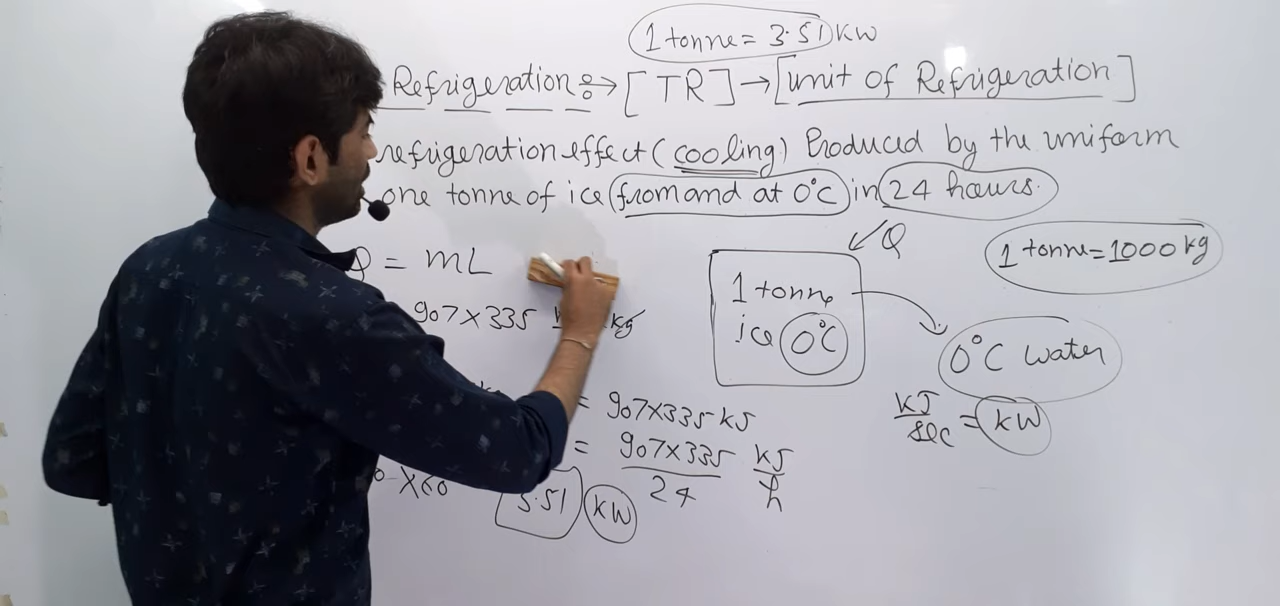 1 tonne = 3.51 KW
Refrigeration :→ [TR] → [unit of Refrigeration]
refrigeration effect (cooling) Produced by the uniform
one tonne of ice (from and at 0°C) in 24 hours.
Q = mL
Q
1 tonne = 1000 kg
1 tonne
ice 0°C
907×335 kg
0°C water
= 907×335 kJ
kJ/sec = kW
= 907×335/24 kJ/h
×60 3.51 kW